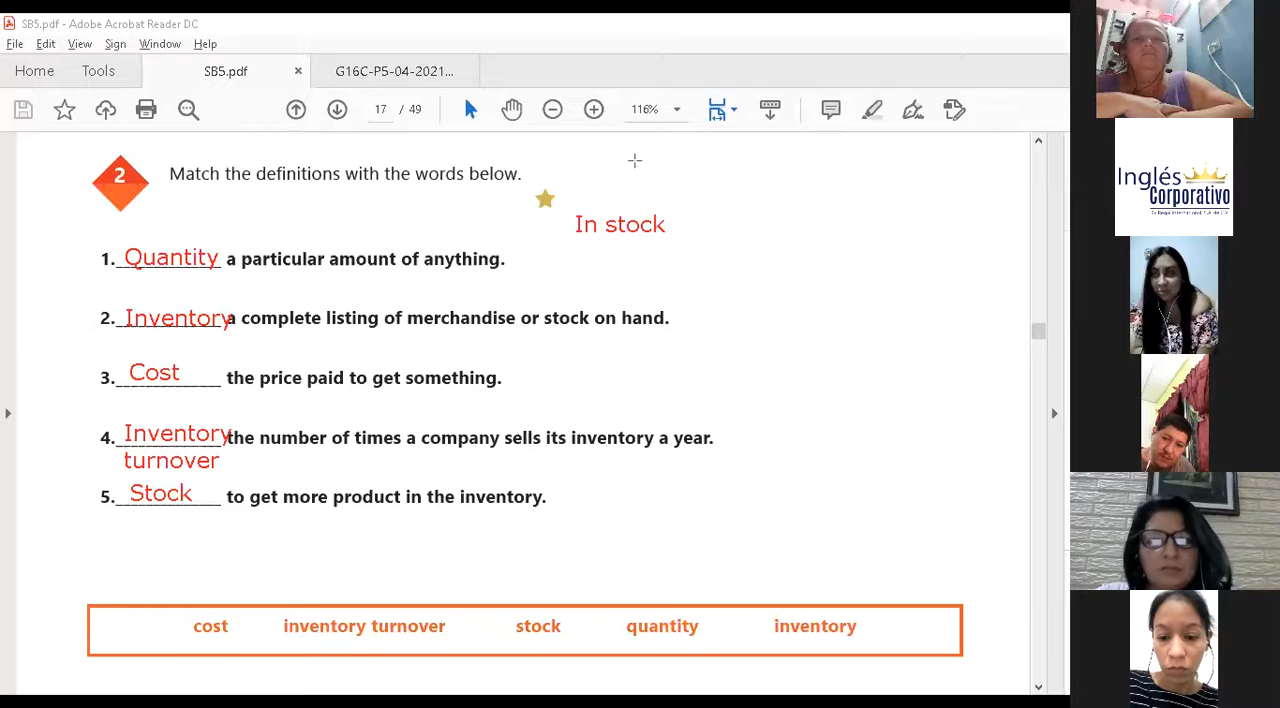 SB5.pdf - Adobe Acrobat Reader DC
File Edit View Sign Window Help
Home Tools SB5.pdf × G16C-P5-04-2021...
17 / 49 116%
2 Match the definitions with the words below.
In stock
1. Quantity a particular amount of anything.
2. Inventory a complete listing of merchandise or stock on hand.
3. Cost the price paid to get something.
4. Inventory the number of times a company sells its inventory a year.
turnover
5. Stock to get more product in the inventory.
cost inventory turnover stock quantity inventory
Inglés
Corporativo